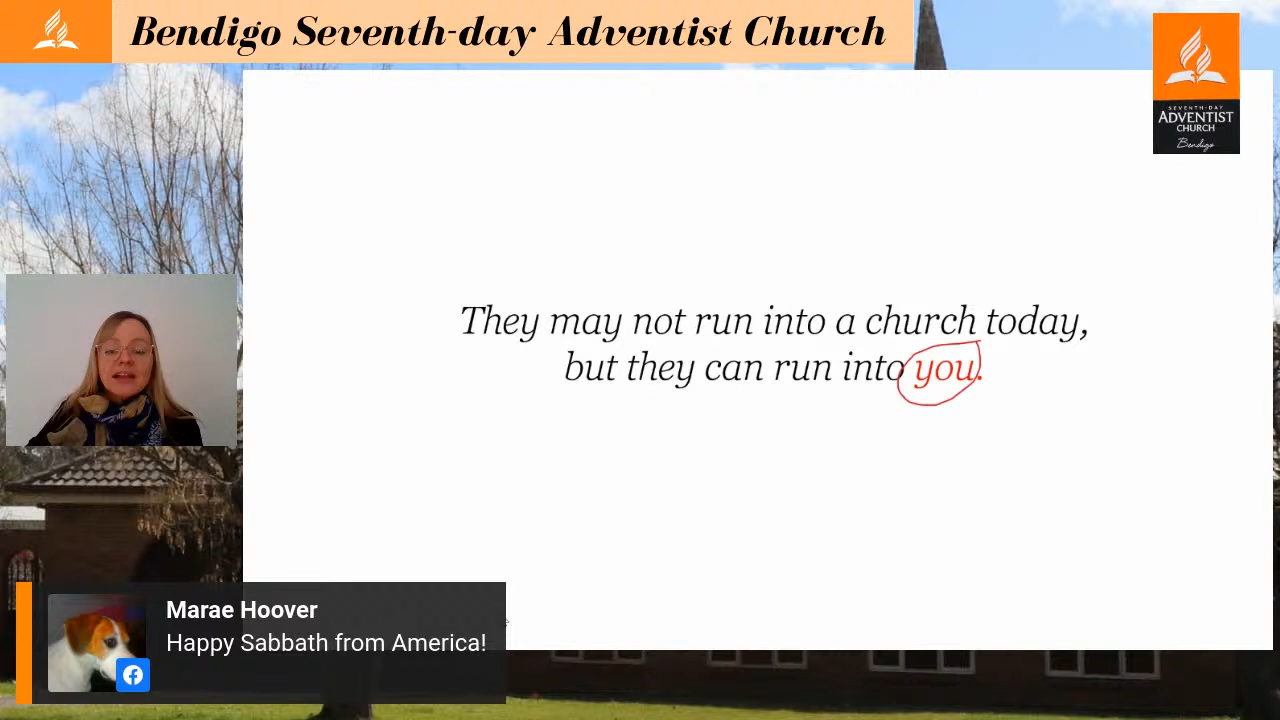 Bendigo Seventh-day Adventist Church
SEVENTH-DAY
ADVENTIST
CHURCH
Bendigo
They may not run into a church today,
but they can run into you.
Marae Hoover
Happy Sabbath from America!